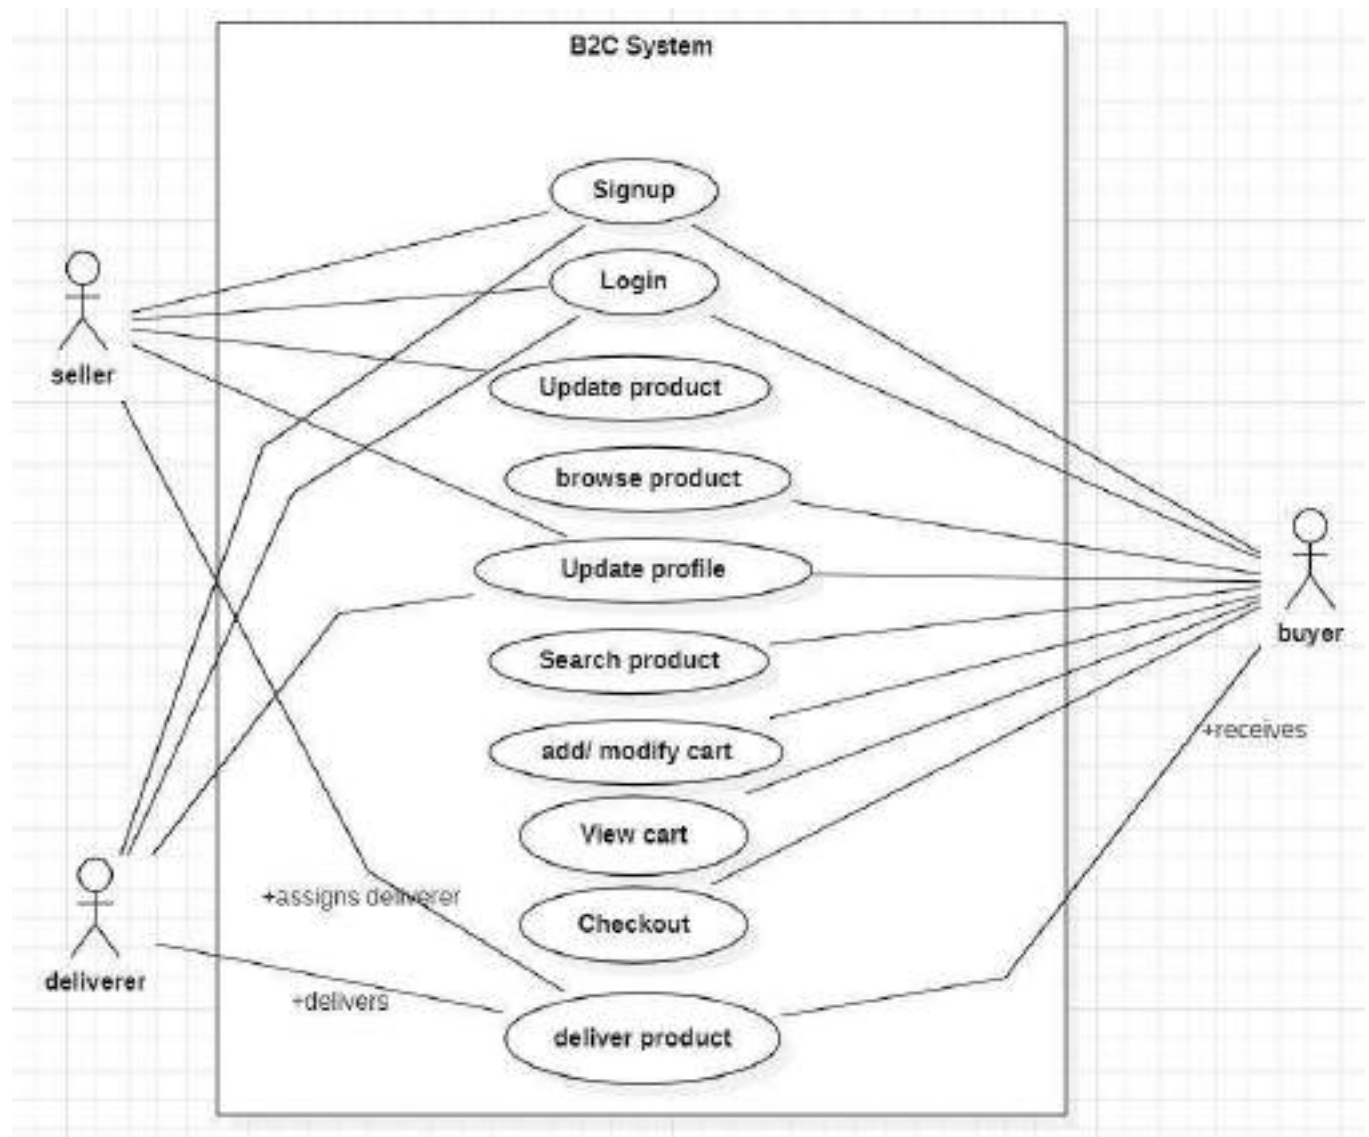 B2C System
Signup
Login
seller
Update product
browse product
Update profile
buyer
Search product
+receives
add/ modify cart
View cart
+assigns deliverer
Checkout
deliverer
+delivers
deliver product